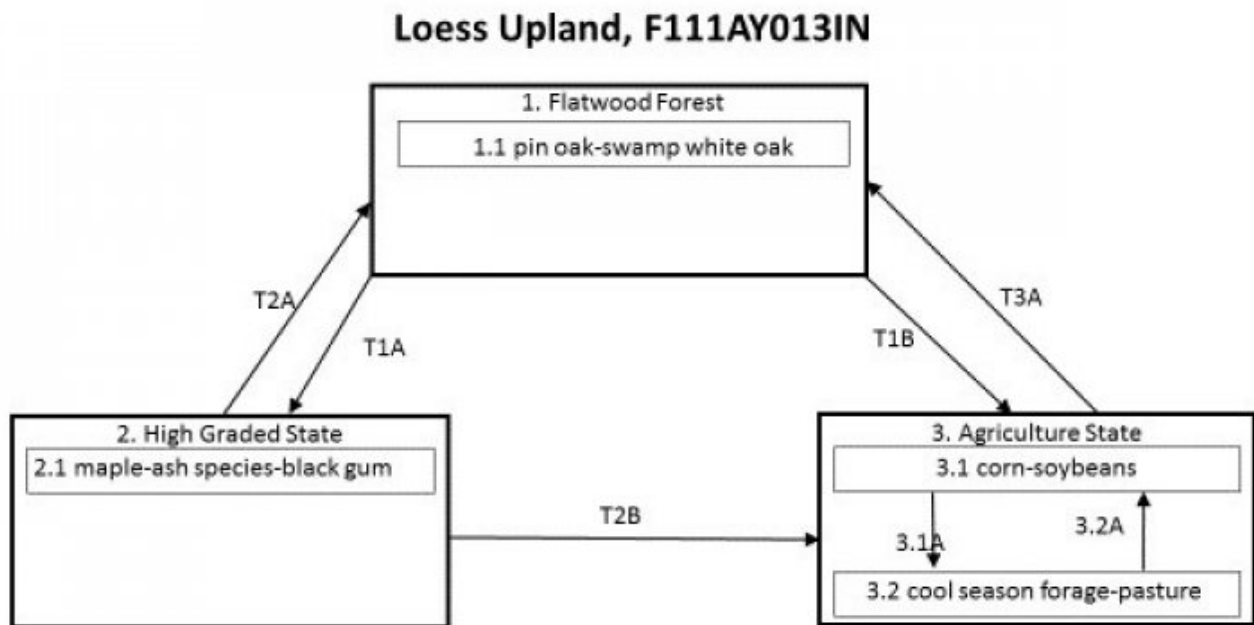 Loess Upland, F111AY013IN
1. Flatwood Forest
1.1 pin oak-swamp white oak
T2A
T1A
T1B
T3A
2. High Graded State
2.1 maple-ash species-black gum
T2B
3. Agriculture State
3.1 corn-soybeans
3.1A
3.2A
3.2 cool season forage-pasture